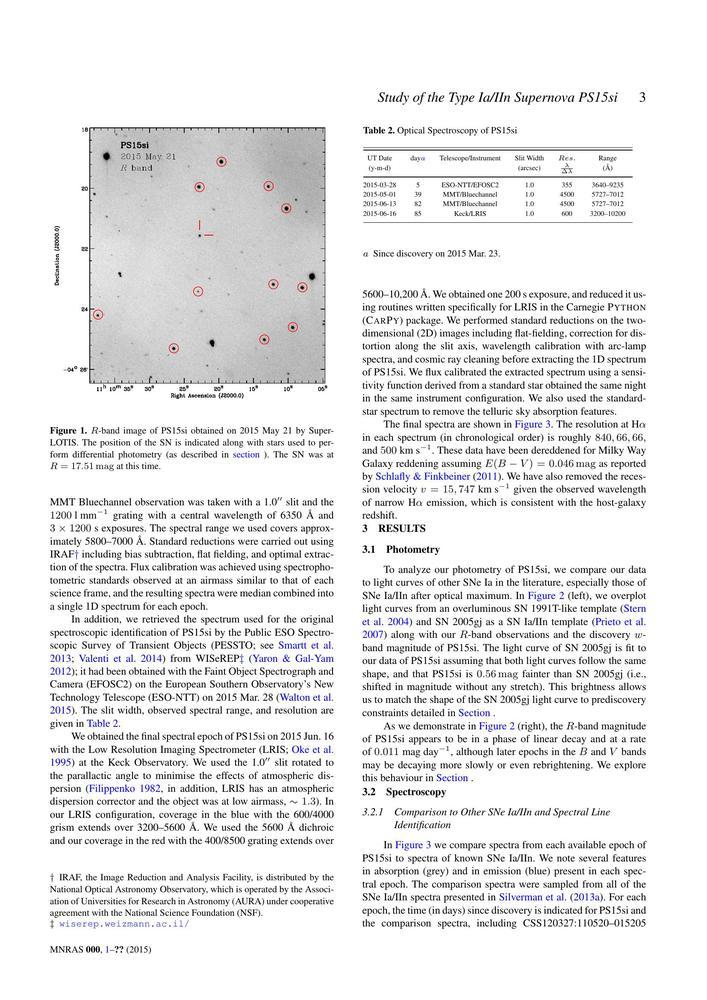 Study of the Type Ia/IIn Supernova PS15si 3
PS15si
2015 May 21
R band
18
20
22
24
-04° 26
Declination (J2000.0)
11h 10m 35s 30s 25s 20s 15s 10s 05s
Right Ascension (J2000.0)
Figure 1. R-band image of PS15si obtained on 2015 May 21 by Super-
LOTIS. The position of the SN is indicated along with stars used to per-
form differential photometry (as described in section ). The SN was at
R = 17.51 mag at this time.
MMT Bluechannel observation was taken with a 1.0″ slit and the
1200 l mm−1 grating with a central wavelength of 6350 Å and
3 × 1200 s exposures. The spectral range we used covers approx-
imately 5800–7000 Å. Standard reductions were carried out using
IRAF† including bias subtraction, flat fielding, and optimal extrac-
tion of the spectra. Flux calibration was achieved using spectropho-
tometric standards observed at an airmass similar to that of each
science frame, and the resulting spectra were median combined into
a single 1D spectrum for each epoch.
In addition, we retrieved the spectrum used for the original
spectroscopic identification of PS15si by the Public ESO Spectro-
scopic Survey of Transient Objects (PESSTO; see Smartt et al.
2013; Valenti et al. 2014) from WISeREP‡ (Yaron & Gal-Yam
2012); it had been obtained with the Faint Object Spectrograph and
Camera (EFOSC2) on the European Southern Observatory's New
Technology Telescope (ESO-NTT) on 2015 Mar. 28 (Walton et al.
2015). The slit width, observed spectral range, and resolution are
given in Table 2.
We obtained the final spectral epoch of PS15si on 2015 Jun. 16
with the Low Resolution Imaging Spectrometer (LRIS; Oke et al.
1995) at the Keck Observatory. We used the 1.0″ slit rotated to
the parallactic angle to minimise the effects of atmospheric dis-
persion (Filippenko 1982, in addition, LRIS has an atmospheric
dispersion corrector and the object was at low airmass, ∼ 1.3). In
our LRIS configuration, coverage in the blue with the 600/4000
grism extends over 3200–5600 Å. We used the 5600 Å dichroic
and our coverage in the red with the 400/8500 grating extends over
† IRAF, the Image Reduction and Analysis Facility, is distributed by the
National Optical Astronomy Observatory, which is operated by the Associ-
ation of Universities for Research in Astronomy (AURA) under cooperative
agreement with the National Science Foundation (NSF).
‡ wiserep.weizmann.ac.il/
MNRAS 000, 1–?? (2015)
Table 2. Optical Spectroscopy of PS15si
UT Date daya Telescope/Instrument Slit Width Res. Range
(y-m-d) (arcsec) λ/Δλ (Å)
2015-03-28 5 ESO-NTT/EFOSC2 1.0 355 3640–9235
2015-05-01 39 MMT/Bluechannel 1.0 4500 5727–7012
2015-06-13 82 MMT/Bluechannel 1.0 4500 5727–7012
2015-06-16 85 Keck/LRIS 1.0 600 3200–10200
a Since discovery on 2015 Mar. 23.
5600–10,200 Å. We obtained one 200 s exposure, and reduced it us-
ing routines written specifically for LRIS in the Carnegie PYTHON
(CARPY) package. We performed standard reductions on the two-
dimensional (2D) images including flat-fielding, correction for dis-
tortion along the slit axis, wavelength calibration with arc-lamp
spectra, and cosmic ray cleaning before extracting the 1D spectrum
of PS15si. We flux calibrated the extracted spectrum using a sensi-
tivity function derived from a standard star obtained the same night
in the same instrument configuration. We also used the standard-
star spectrum to remove the telluric sky absorption features.
The final spectra are shown in Figure 3. The resolution at Hα
in each spectrum (in chronological order) is roughly 840, 66, 66,
and 500 km s−1. These data have been dereddened for Milky Way
Galaxy reddening assuming E(B − V) = 0.046 mag as reported
by Schlafly & Finkbeiner (2011). We have also removed the reces-
sion velocity v = 15,747 km s−1 given the observed wavelength
of narrow Hα emission, which is consistent with the host-galaxy
redshift.
3 RESULTS
3.1 Photometry
To analyze our photometry of PS15si, we compare our data
to light curves of other SNe Ia in the literature, especially those of
SNe Ia/IIn after optical maximum. In Figure 2 (left), we overplot
light curves from an overluminous SN 1991T-like template (Stern
et al. 2004) and SN 2005gj as a SN Ia/IIn template (Prieto et al.
2007) along with our R-band observations and the discovery w-
band magnitude of PS15si. The light curve of SN 2005gj is fit to
our data of PS15si assuming that both light curves follow the same
shape, and that PS15si is 0.56 mag fainter than SN 2005gj (i.e.,
shifted in magnitude without any stretch). This brightness allows
us to match the shape of the SN 2005gj light curve to prediscovery
constraints detailed in Section .
As we demonstrate in Figure 2 (right), the R-band magnitude
of PS15si appears to be in a phase of linear decay and at a rate
of 0.011 mag day−1, although later epochs in the B and V bands
may be decaying more slowly or even rebrightening. We explore
this behaviour in Section .
3.2 Spectroscopy
3.2.1 Comparison to Other SNe Ia/IIn and Spectral Line
Identification
In Figure 3 we compare spectra from each available epoch of
PS15si to spectra of known SNe Ia/IIn. We note several features
in absorption (grey) and in emission (blue) present in each spec-
tral epoch. The comparison spectra were sampled from all of the
SNe Ia/IIn spectra presented in Silverman et al. (2013a). For each
epoch, the time (in days) since discovery is indicated for PS15si and
the comparison spectra, including CSS120327:110520–015205